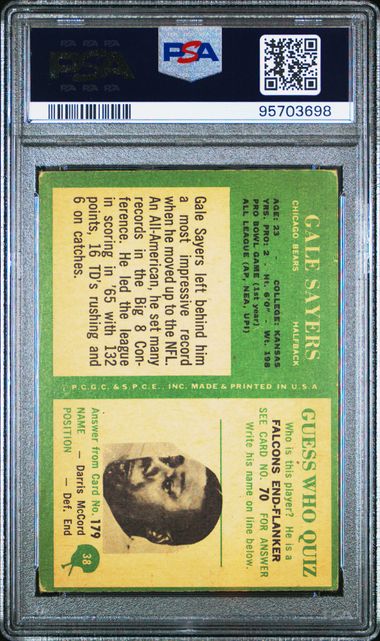 PSA
PSA
95703698
GALE SAYERS
CHICAGO BEARS HALFBACK
AGE: 23 - COLLEGE: KANSAS
YRS. PRO: 2 - Ht. 6'0" - Wt. 198
PRO BOWL GAME (1st year)
ALL LEAGUE (AP, NEA, UPI)
Gale Sayers left behind him
a most impressive record
when he moved up to the NFL.
An All-American, he set many
records in the Big 8 Con-
ference. He led the league
in scoring in '65 with 132
points, 16 TD's rushing and
6 on catches.
P.C.G.C. & S.P.C.E., INC. MADE & PRINTED IN U.S.A
GUESS WHO QUIZ
Who is this player? He is a
FALCONS END-FLANKER
SEE CARD NO. 70 FOR ANSWER
Write his name on line below.
Answer from Card No. 179
NAME - Darris McCord
POSITION - Def. End
38